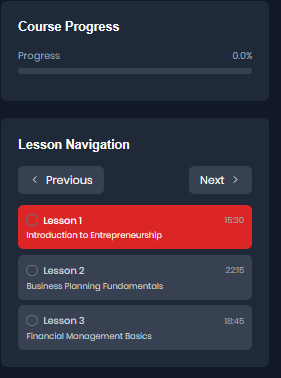 Course Progress
Progress 0.0%
Lesson Navigation
Previous Next
Lesson 1 15:30
Introduction to Entrepreneurship
Lesson 2 22:15
Business Planning Fundamentals
Lesson 3 18:45
Financial Management Basics